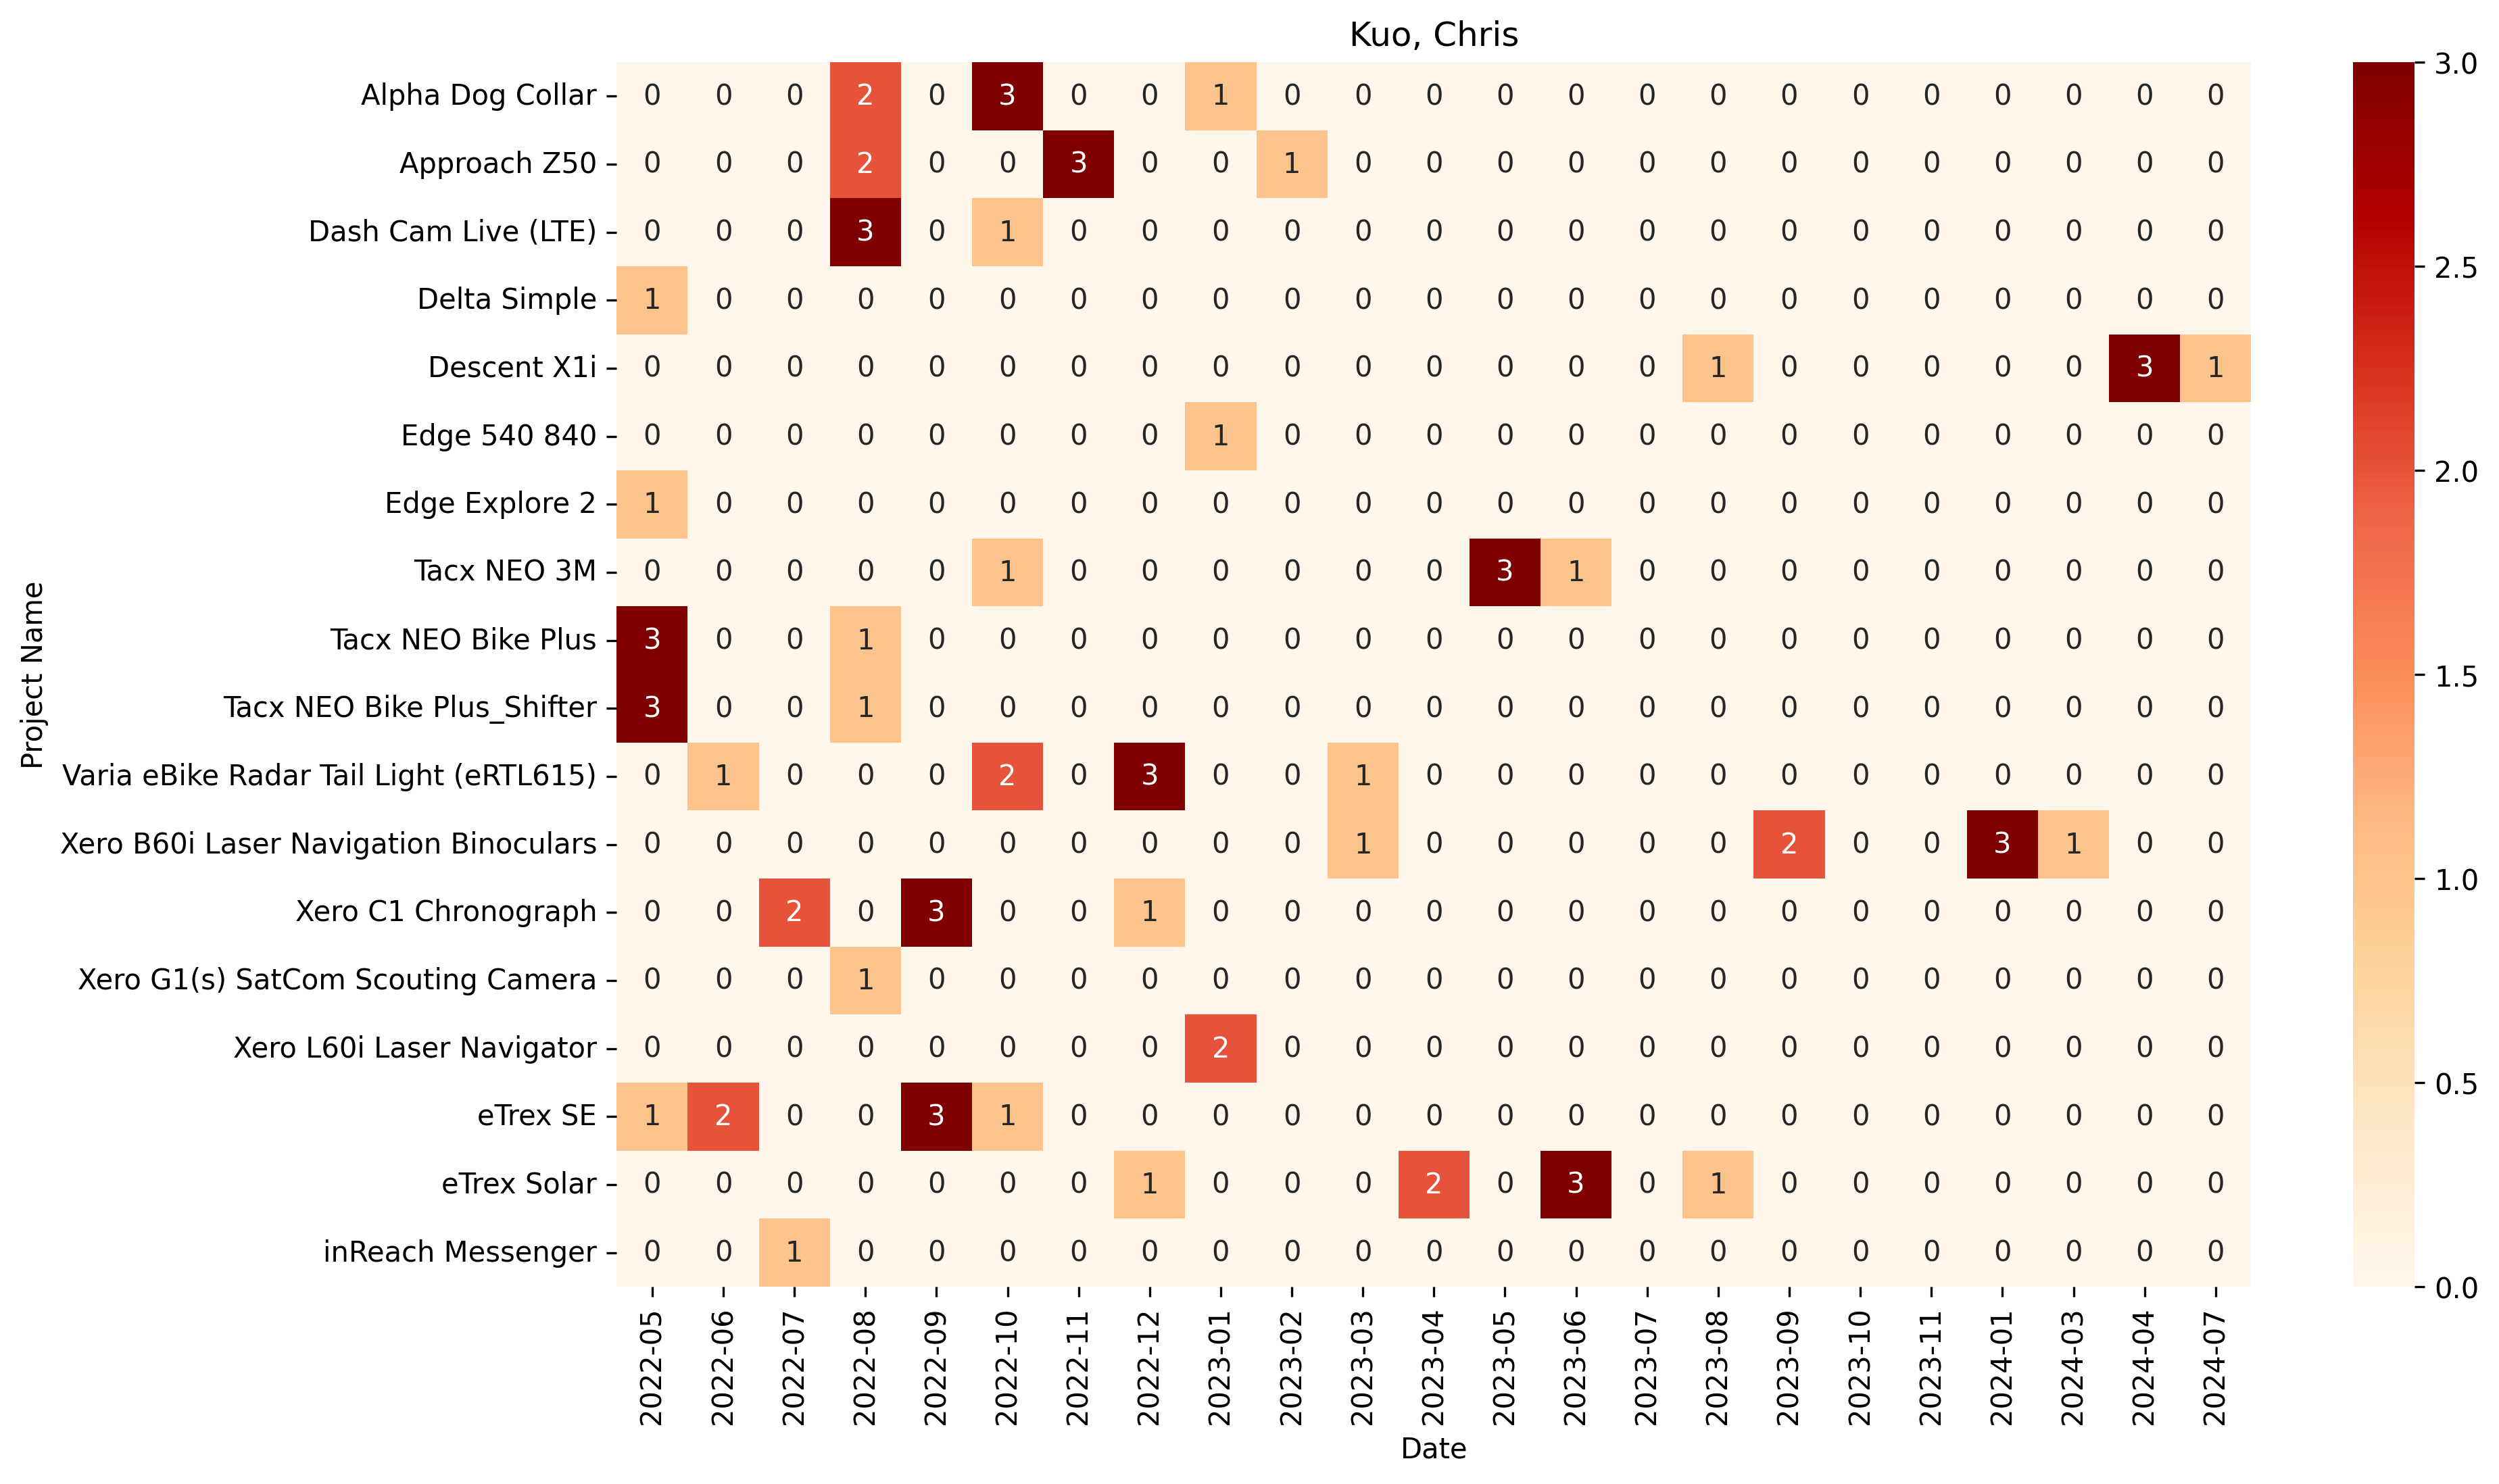 Kuo, Chris
Alpha Dog Collar 0 0 0 2 0 3 0 0 1 0 0 0 0 0 0 0 0 0 0 0 0 0 0
Approach Z50 0 0 0 2 0 0 3 0 0 1 0 0 0 0 0 0 0 0 0 0 0 0 0
Dash Cam Live (LTE) 0 0 0 3 0 1 0 0 0 0 0 0 0 0 0 0 0 0 0 0 0 0 0
Delta Simple 1 0 0 0 0 0 0 0 0 0 0 0 0 0 0 0 0 0 0 0 0 0 0
Descent X1i 0 0 0 0 0 0 0 0 0 0 0 0 0 0 0 1 0 0 0 0 0 3 1
Edge 540 840 0 0 0 0 0 0 0 0 1 0 0 0 0 0 0 0 0 0 0 0 0 0 0
Edge Explore 2 1 0 0 0 0 0 0 0 0 0 0 0 0 0 0 0 0 0 0 0 0 0 0
Tacx NEO 3M 0 0 0 0 0 1 0 0 0 0 0 0 3 1 0 0 0 0 0 0 0 0 0
Tacx NEO Bike Plus 3 0 0 1 0 0 0 0 0 0 0 0 0 0 0 0 0 0 0 0 0 0 0
Tacx NEO Bike Plus_Shifter 3 0 0 1 0 0 0 0 0 0 0 0 0 0 0 0 0 0 0 0 0 0 0
Varia eBike Radar Tail Light (eRTL615) 0 1 0 0 0 2 0 3 0 0 1 0 0 0 0 0 0 0 0 0 0 0 0
Xero B60i Laser Navigation Binoculars 0 0 0 0 0 0 0 0 0 0 1 0 0 0 0 0 2 0 0 3 1 0 0
Xero C1 Chronograph 0 0 2 0 3 0 0 1 0 0 0 0 0 0 0 0 0 0 0 0 0 0 0
Xero G1(s) SatCom Scouting Camera 0 0 0 1 0 0 0 0 0 0 0 0 0 0 0 0 0 0 0 0 0 0 0
Xero L60i Laser Navigator 0 0 0 0 0 0 0 0 2 0 0 0 0 0 0 0 0 0 0 0 0 0 0
eTrex SE 1 2 0 0 3 1 0 0 0 0 0 0 0 0 0 0 0 0 0 0 0 0 0
eTrex Solar 0 0 0 0 0 0 0 1 0 0 0 2 0 3 0 1 0 0 0 0 0 0 0
inReach Messenger 0 0 1 0 0 0 0 0 0 0 0 0 0 0 0 0 0 0 0 0 0 0 0
Project Name
2022-05 2022-06 2022-07 2022-08 2022-09 2022-10 2022-11 2022-12 2023-01 2023-02 2023-03 2023-04 2023-05 2023-06 2023-07 2023-08 2023-09 2023-10 2023-11 2024-01 2024-03 2024-04 2024-07
Date
3.0
2.5
2.0
1.5
1.0
0.5
0.0